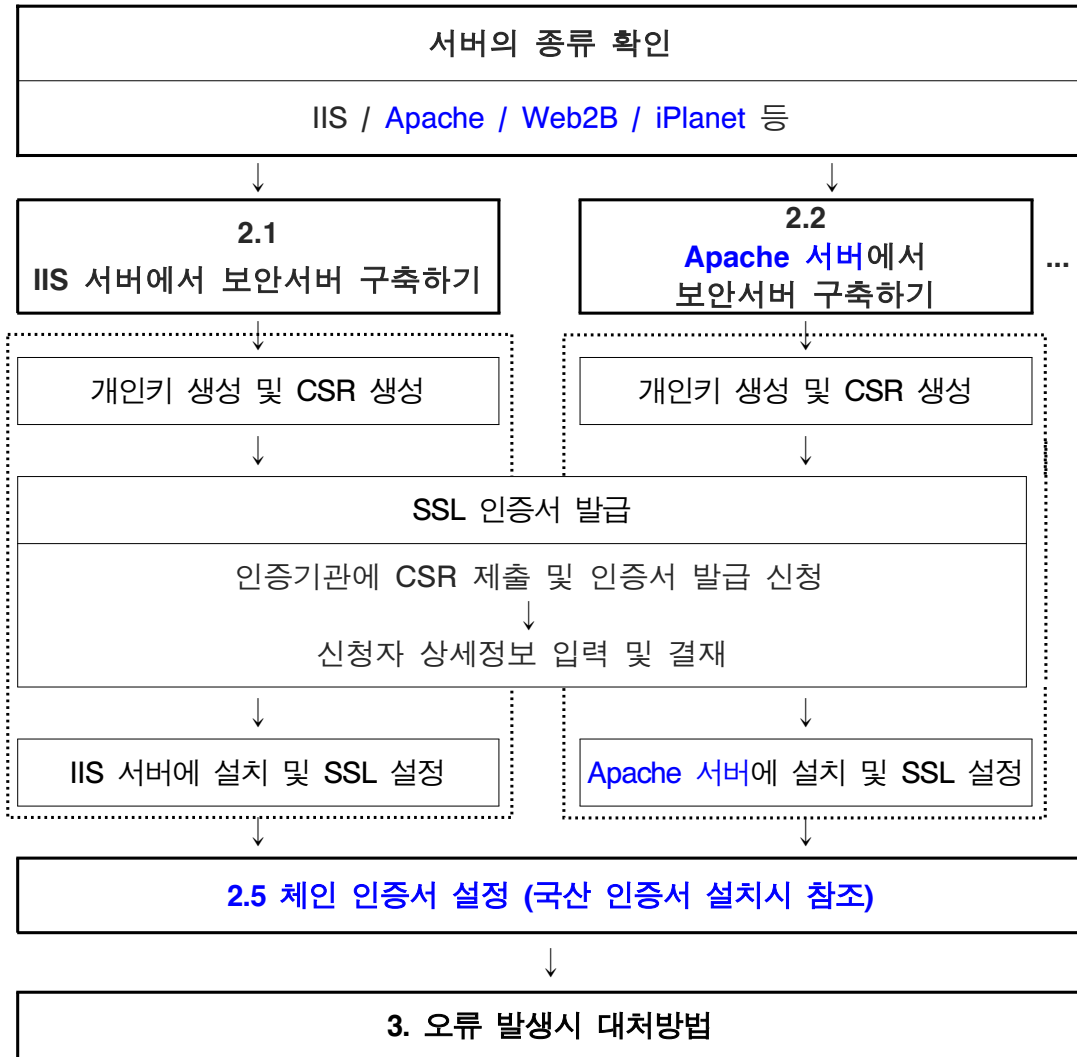 서버의 종류 확인
IIS / Apache / Web2B / iPlanet 등
2.1
IIS 서버에서 보안서버 구축하기
2.2
Apache 서버에서
보안서버 구축하기
...
개인키 생성 및 CSR 생성
개인키 생성 및 CSR 생성
SSL 인증서 발급
인증기관에 CSR 제출 및 인증서 발급 신청
신청자 상세정보 입력 및 결재
IIS 서버에 설치 및 SSL 설정
Apache 서버에 설치 및 SSL 설정
2.5 체인 인증서 설정 (국산 인증서 설치시 참조)
3. 오류 발생시 대처방법